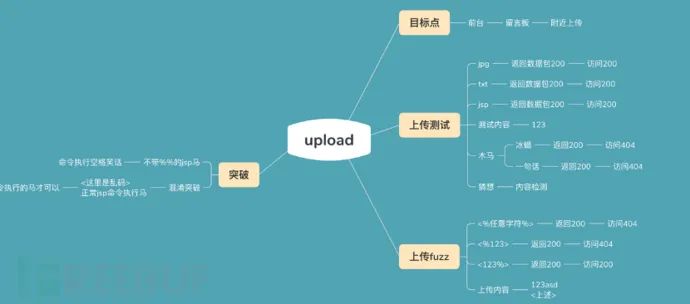 upload
目标点
前台
留言板
附近上传
上传测试
jpg
返回数据包200
访问200
txt
返回数据包200
访问200
jsp
返回数据包200
访问200
测试内容
123
木马
冰蝎
返回200
访问404
一句话
返回200
访问404
猜想
内容检测
上传fuzz
<%任意字符%>
返回200
访问404
<%123>
返回200
访问404
<123%>
返回200
访问200
上传内容
123asd
<上述>
突破
不带%%的jsp马
命令执行空格笑话
混淆突破
<这里是乱码>
正常jsp命令执行马
令执行的马才可以
REEBUF